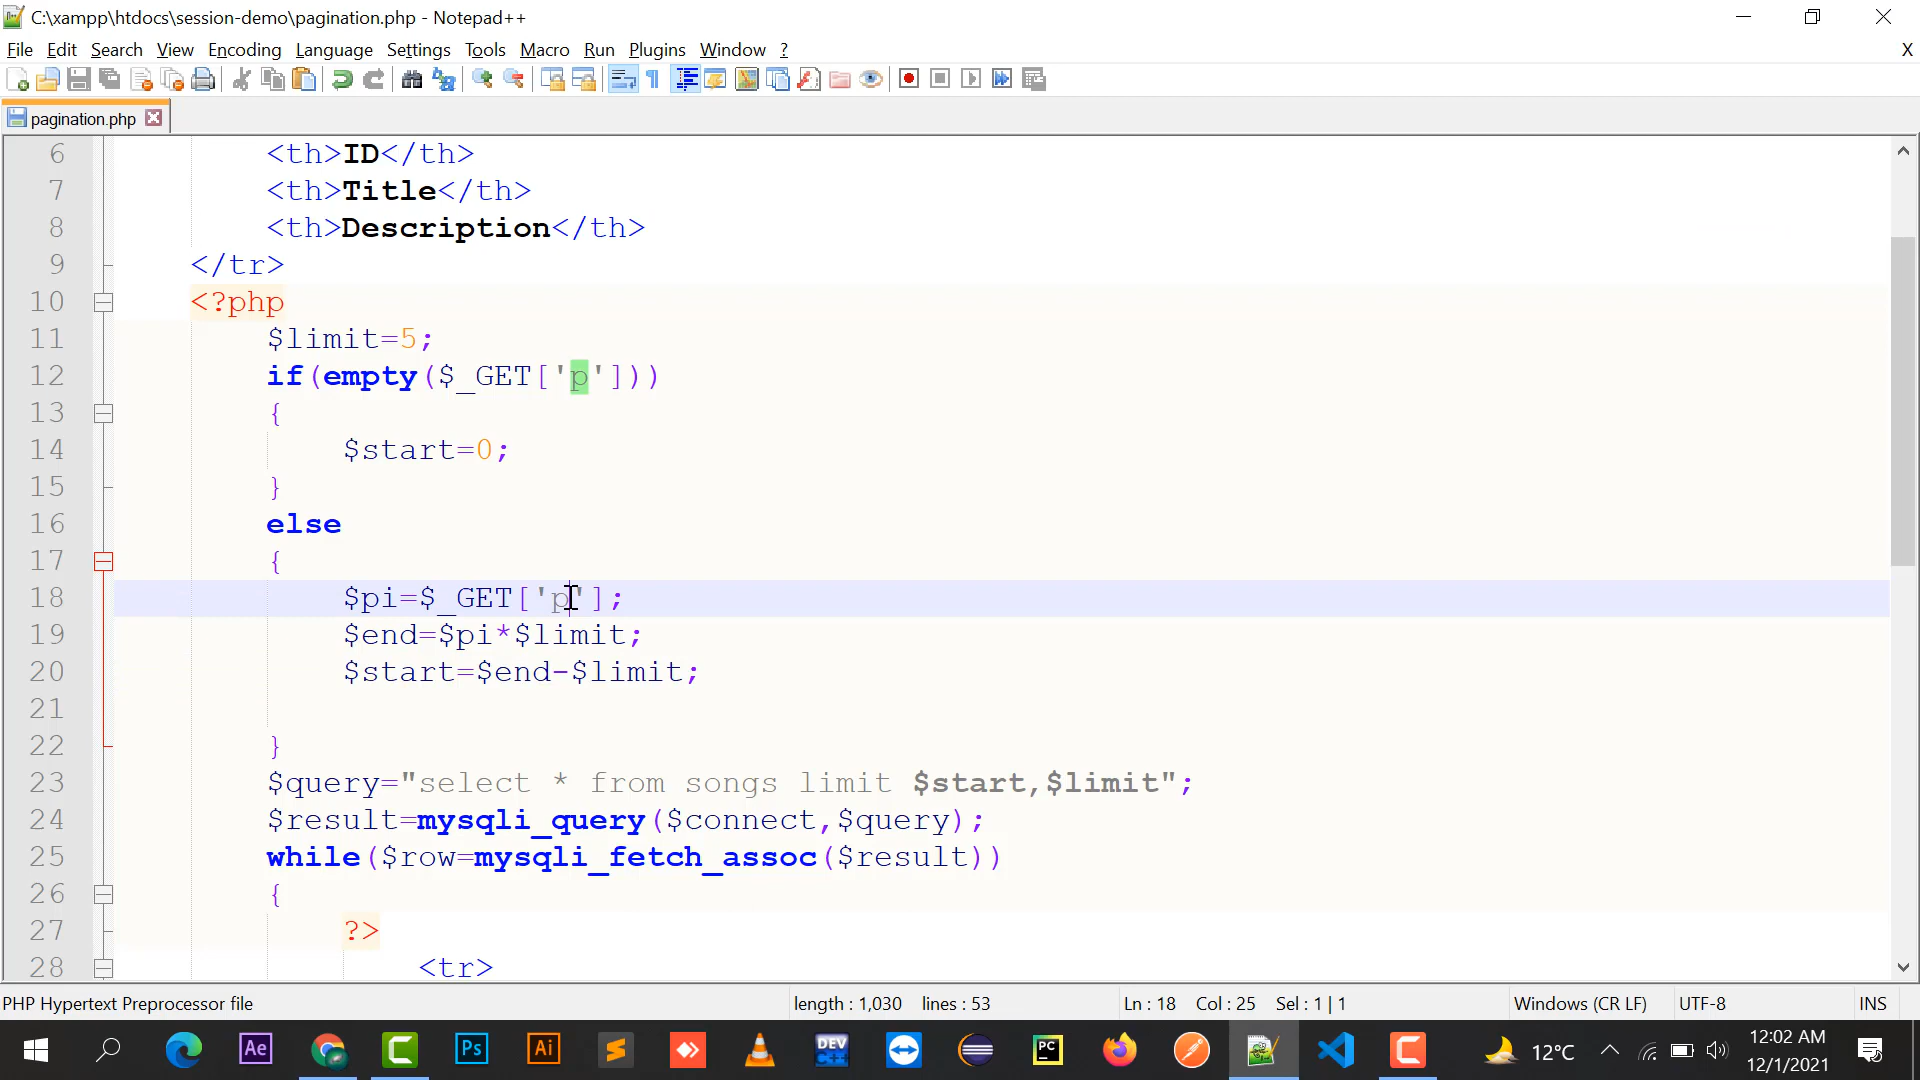 C:\xampp\htdocs\session-demo\pagination.php - Notepad++
File Edit Search View Encoding Language Settings Tools Macro Run Plugins Window ? X
pagination.php
6 <th>ID</th>
7 <th>Title</th>
8 <th>Description</th>
9 </tr>
10 <?php
11 $limit=5;
12 if(empty($_GET['p']))
13 {
14 $start=0;
15 }
16 else
17 {
18 $pi=$_GET['p'];
19 $end=$pi*$limit;
20 $start=$end-$limit;
21
22 }
23 $query="select * from songs limit $start,$limit";
24 $result=mysqli_query($connect,$query);
25 while($row=mysqli_fetch_assoc($result))
26 {
27 ?>
28 <tr>
PHP Hypertext Preprocessor file length : 1,030 lines : 53 Ln : 18 Col : 25 Sel : 1 | 1 Windows (CR LF) UTF-8 INS
Ae Ps Ai DEV C++ PC 12°C 12:02 AM
12/1/2021